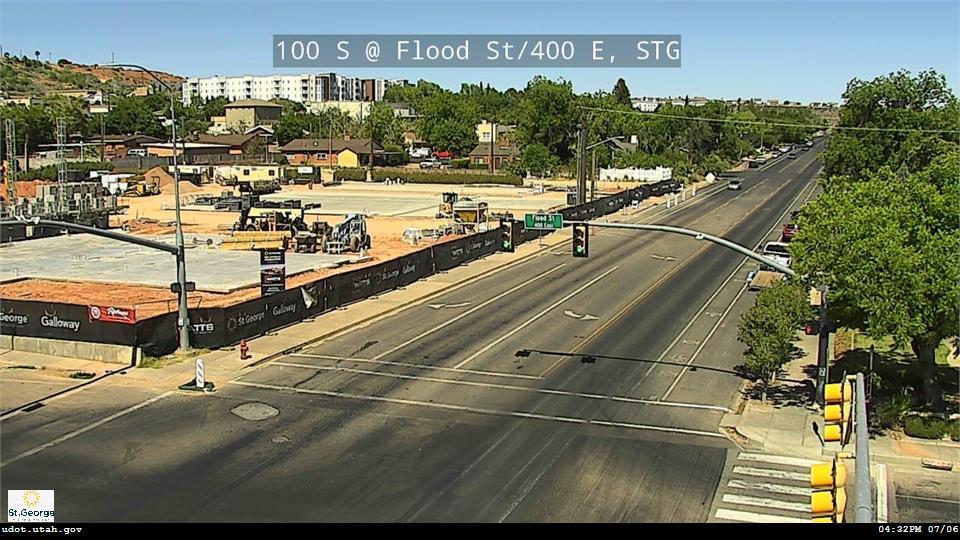 100 S @ Flood St/400 E, STG
Flood St
400 East
George
Galloway
ATTS
St.George
Galloway
St.George
udot.utah.gov
04:32PM 07/06